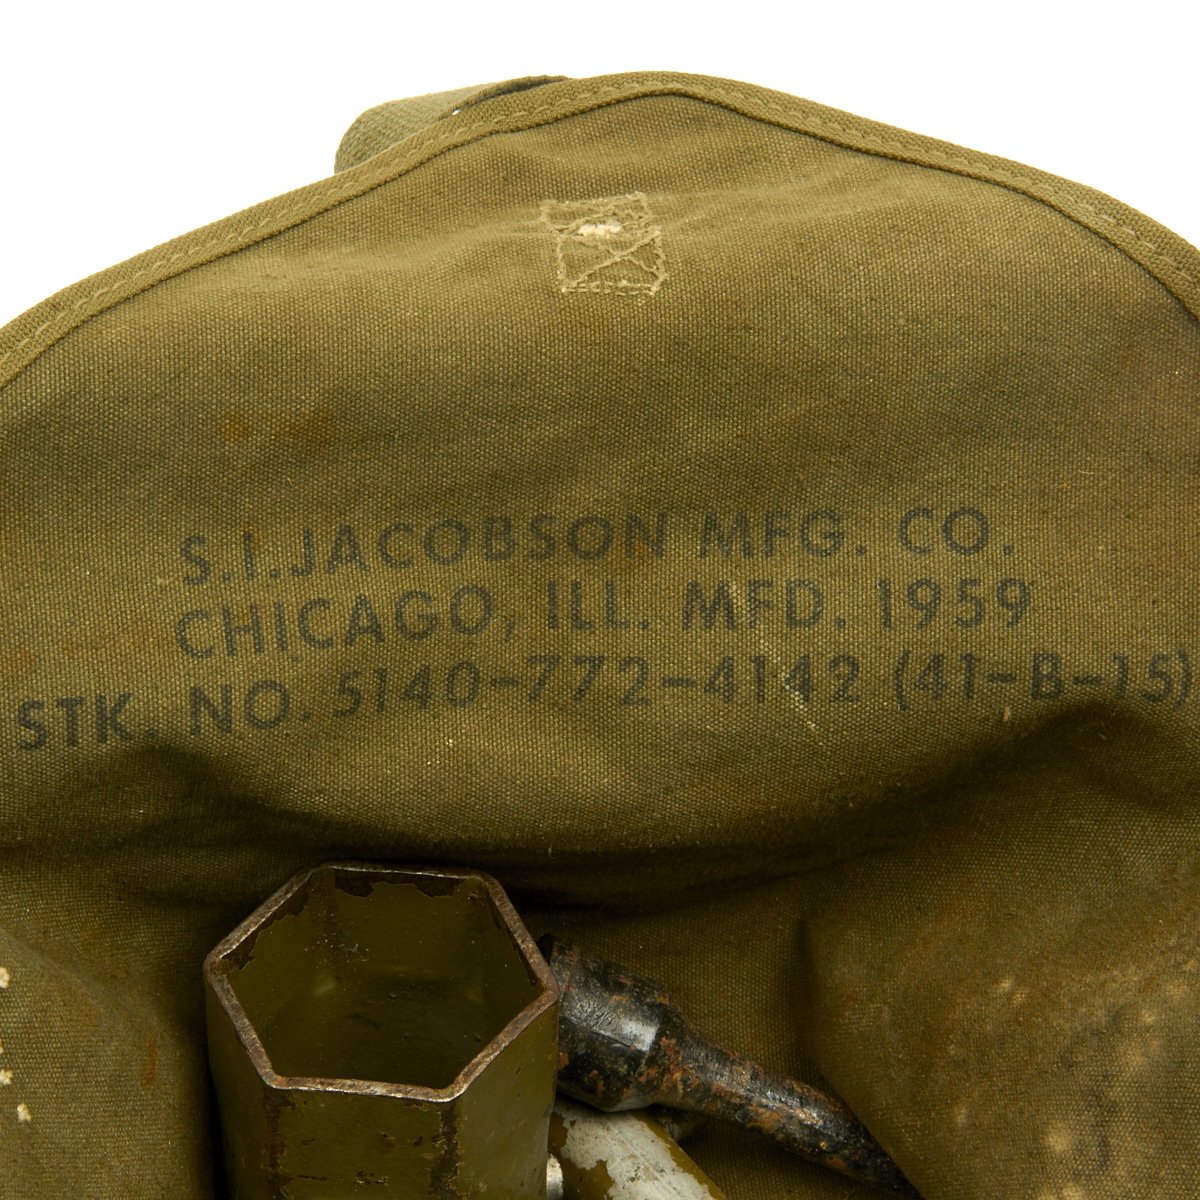 S.I.JACOBSON MFG. CO.
CHICAGO, ILL. MFD. 1959
STK. NO. 5140-772-4142 (41-B-15)